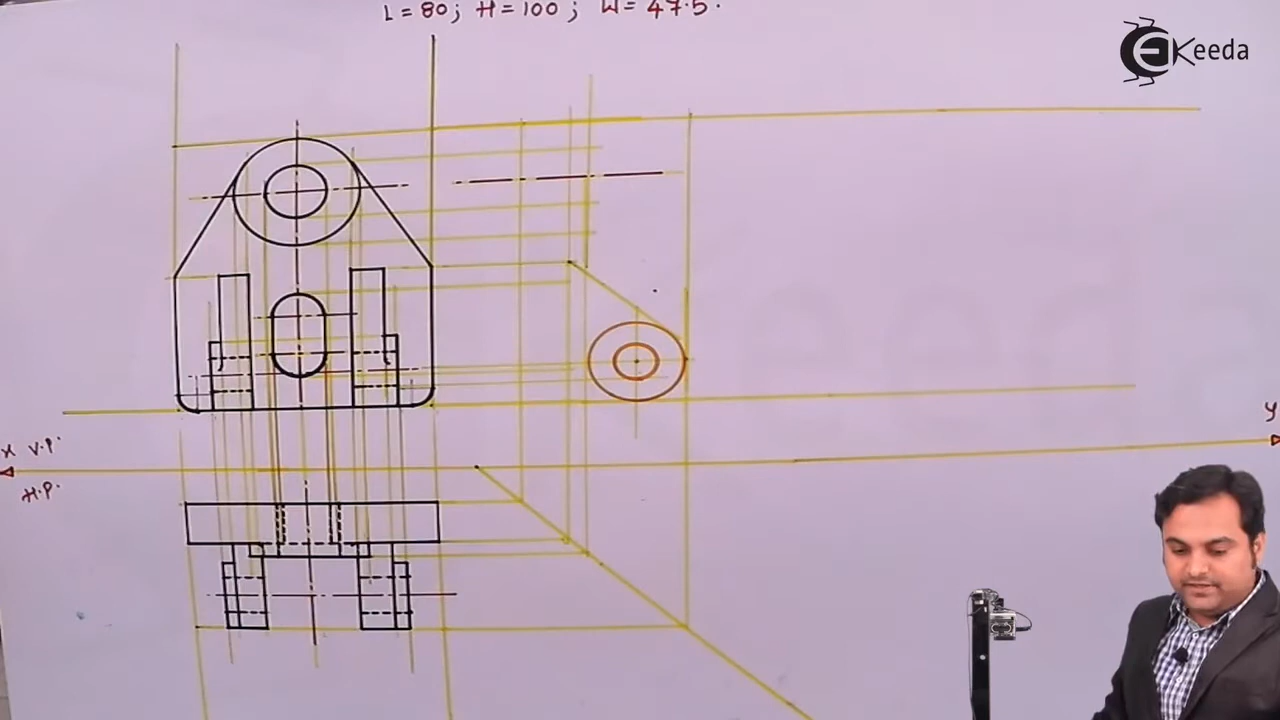 L = 80; H = 100; W = 47.5.
EKeeda
X V.P.
H.P.
Y